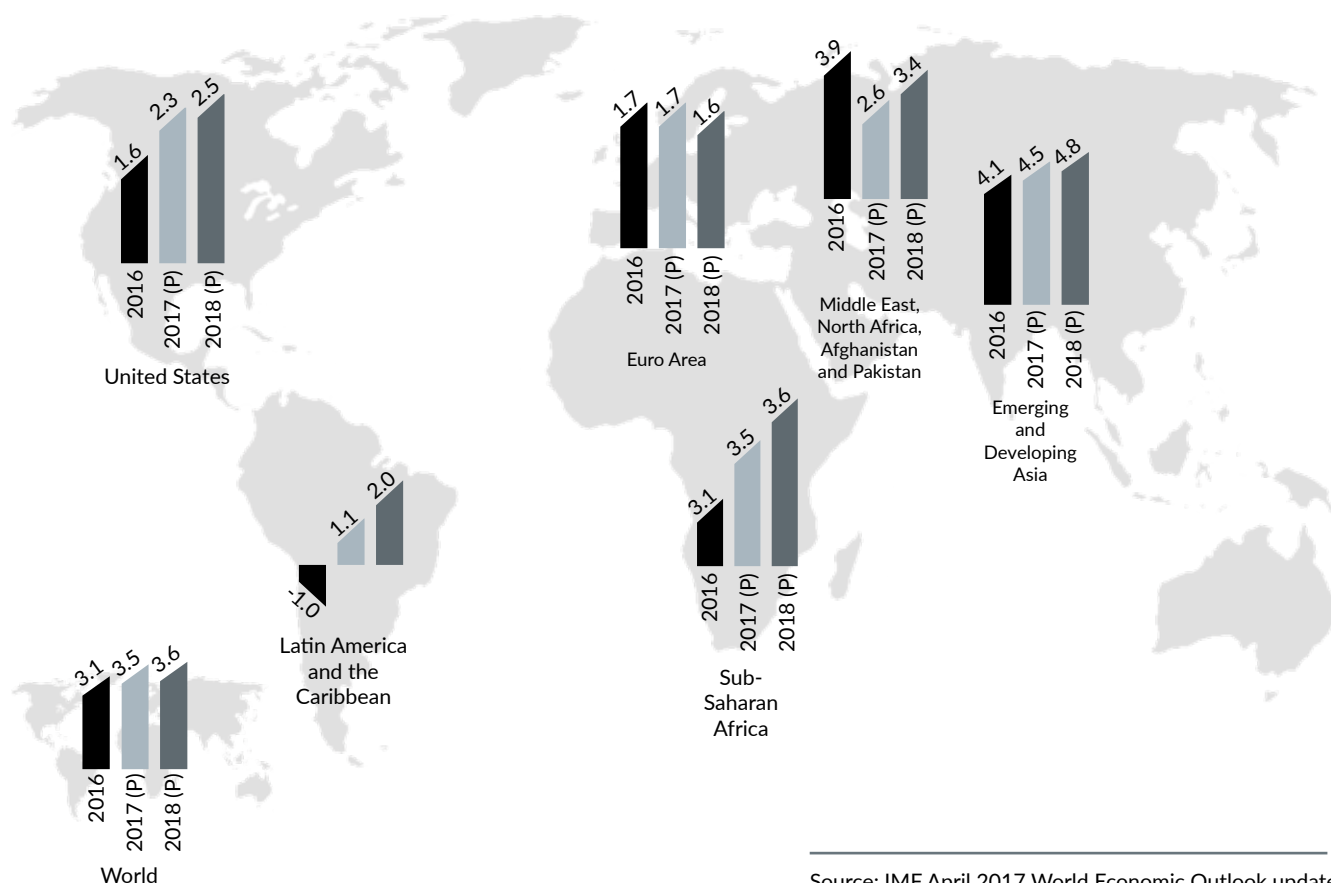 1.6
2.3
2.5
2016
2017 (P)
2018 (P)
United States
1.7
1.7
1.6
2016
2017 (P)
2018 (P)
Euro Area
3.9
2.6
3.4
2016
2017 (P)
2018 (P)
Middle East,
North Africa,
Afghanistan
and Pakistan
4.1
4.5
4.8
2016
2017 (P)
2018 (P)
Emerging
and
Developing
Asia
-1.0
1.1
2.0
Latin America
and the
Caribbean
3.1
3.5
3.6
2016
2017 (P)
2018 (P)
Sub-
Saharan
Africa
3.1
3.5
3.6
2016
2017 (P)
2018 (P)
World
Source: IMF April 2017 World Economic Outlook update